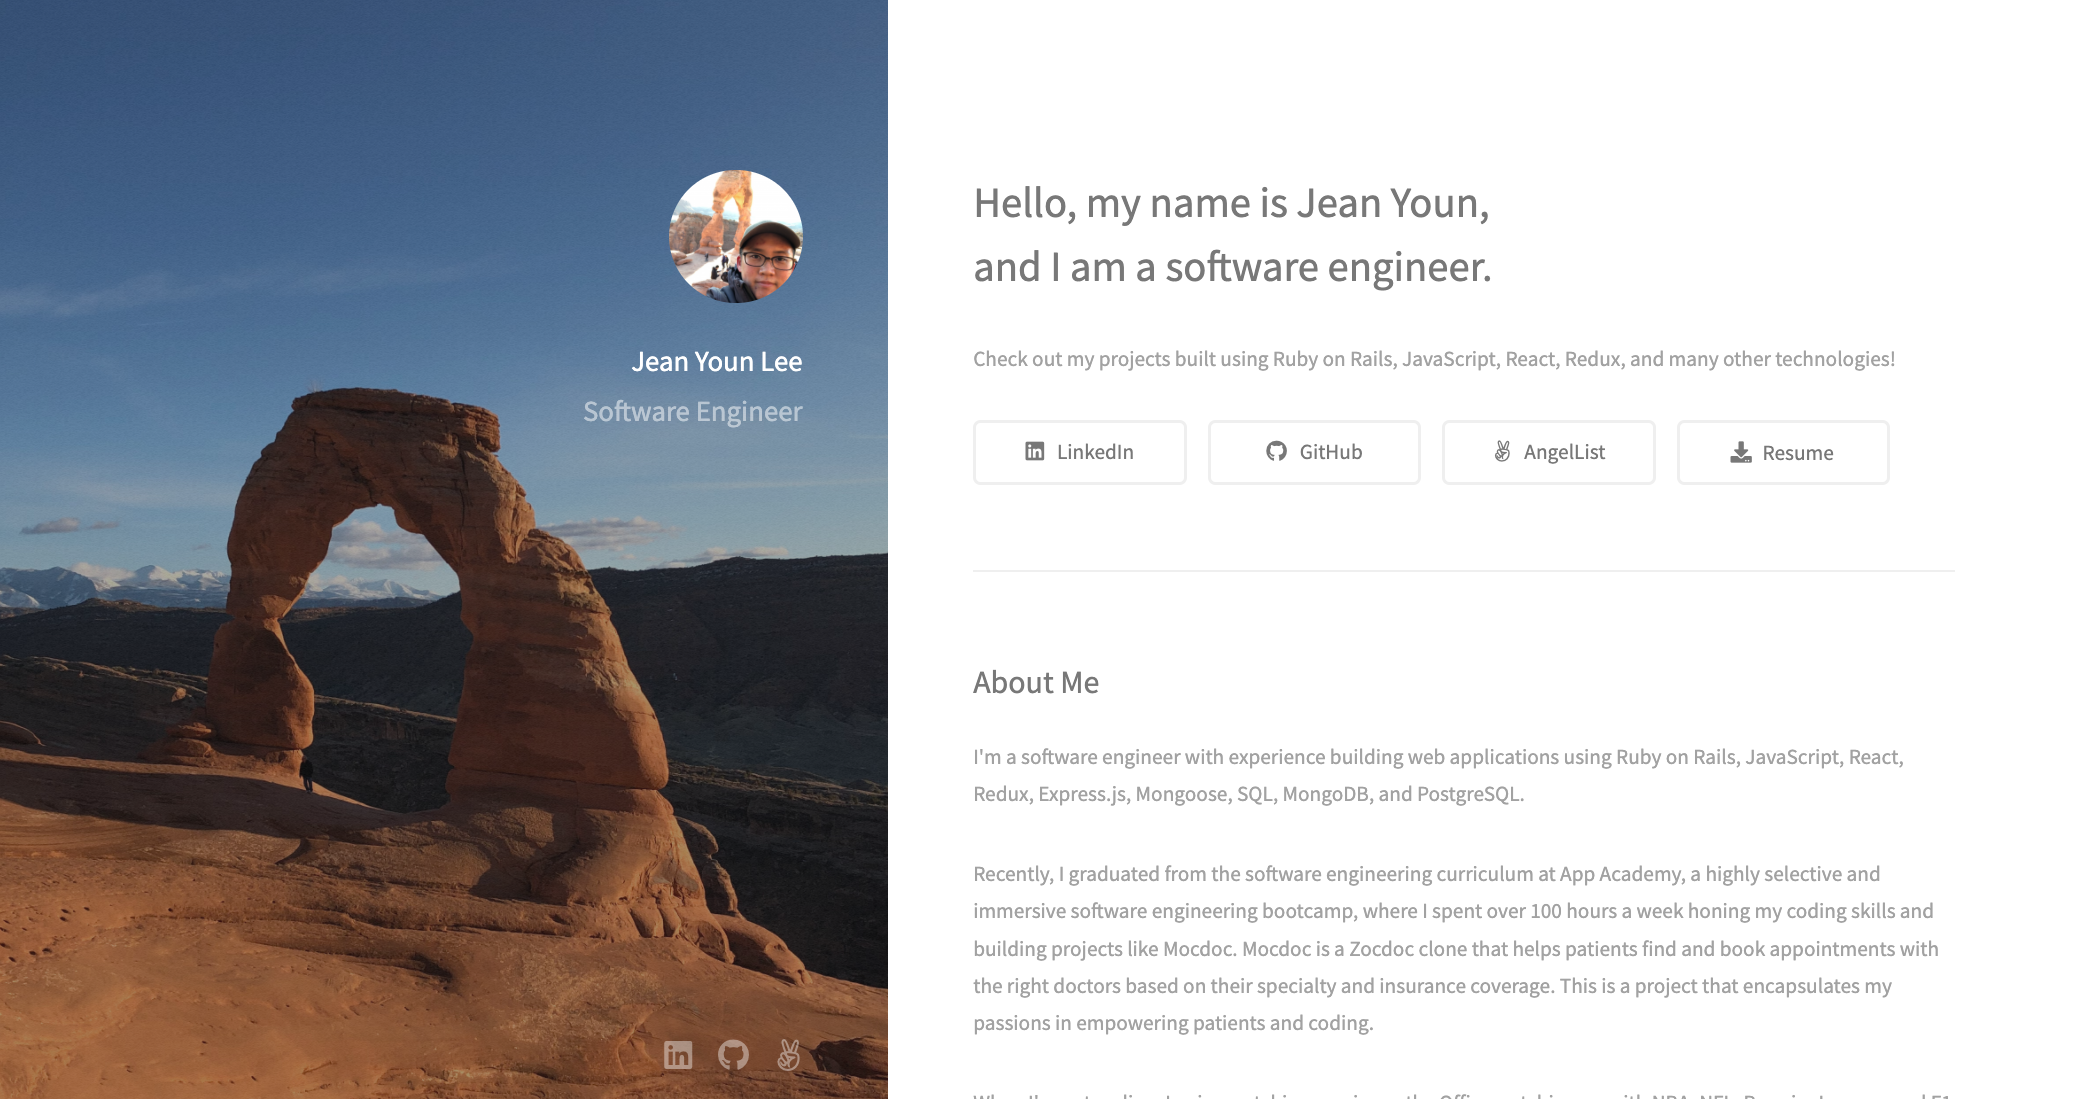 Jean Youn Lee
Software Engineer
Hello, my name is Jean Youn,
and I am a software engineer.
Check out my projects built using Ruby on Rails, JavaScript, React, Redux, and many other technologies!
LinkedIn
GitHub
AngelList
Resume
About Me
I'm a software engineer with experience building web applications using Ruby on Rails, JavaScript, React,
Redux, Express.js, Mongoose, SQL, MongoDB, and PostgreSQL.
Recently, I graduated from the software engineering curriculum at App Academy, a highly selective and
immersive software engineering bootcamp, where I spent over 100 hours a week honing my coding skills and
building projects like Mocdoc. Mocdoc is a Zocdoc clone that helps patients find and book appointments with
the right doctors based on their specialty and insurance coverage. This is a project that encapsulates my
passions in empowering patients and coding.